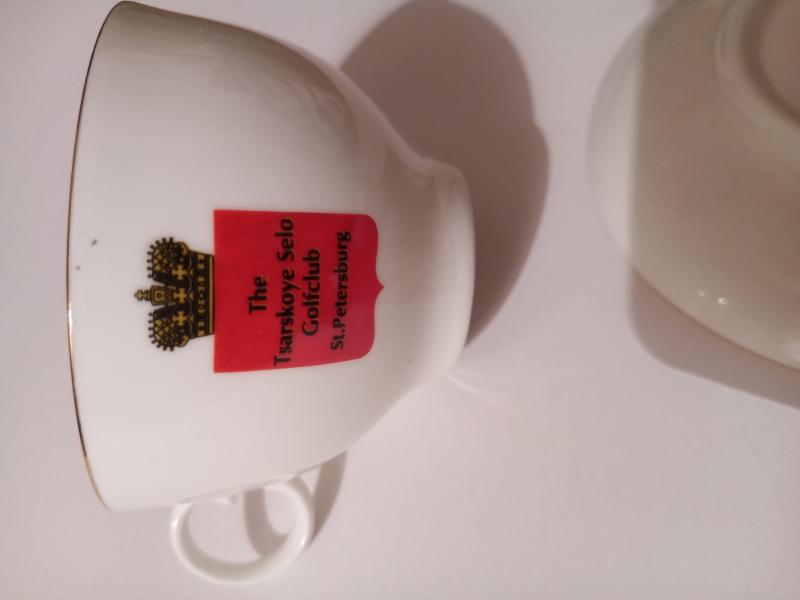 The
Tsarskoye Selo
Golfclub
St.Petersburg